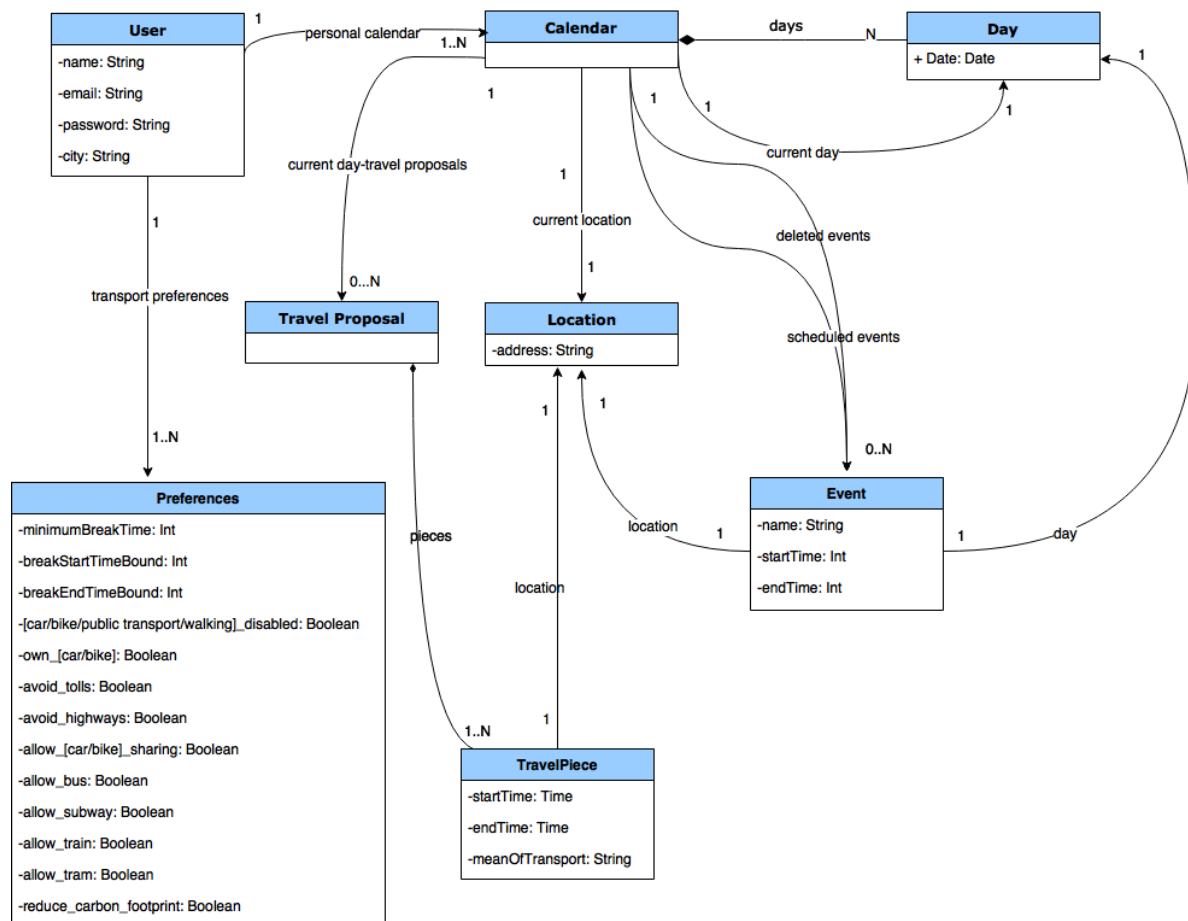 User
-name: String
-email: String
-password: String
-city: String
1
personal calendar
1..N
Calendar
1
days
N
Day
+ Date: Date
1
1
1
1
current day
current day-travel proposals
0...N
1
current location
1
deleted events
scheduled events
0..N
1
transport preferences
1..N
Travel Proposal
Location
-address: String
1
1
pieces
location
1
1..N
location
1
Event
-name: String
-startTime: Int
-endTime: Int
1
day
Preferences
-minimumBreakTime: Int
-breakStartTimeBound: Int
-breakEndTimeBound: Int
-[car/bike/public transport/walking]_disabled: Boolean
-own_[car/bike]: Boolean
-avoid_tolls: Boolean
-avoid_highways: Boolean
-allow_[car/bike]_sharing: Boolean
-allow_bus: Boolean
-allow_subway: Boolean
-allow_train: Boolean
-allow_tram: Boolean
-reduce_carbon_footprint: Boolean
TravelPiece
-startTime: Time
-endTime: Time
-meanOfTransport: String